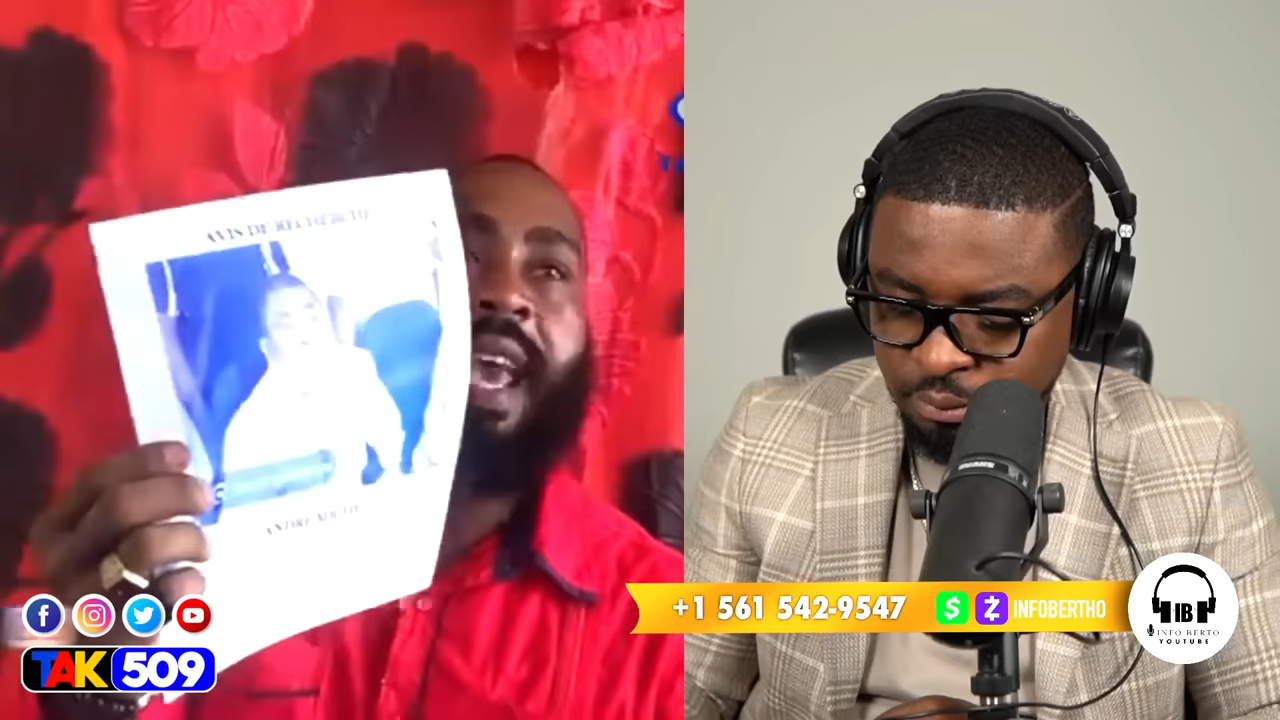 AVIS DE RECHERCHE
+1 561 542-9547
INFOBERTHO
IB
INFO BERTO
YOUTUBE
TAK 509